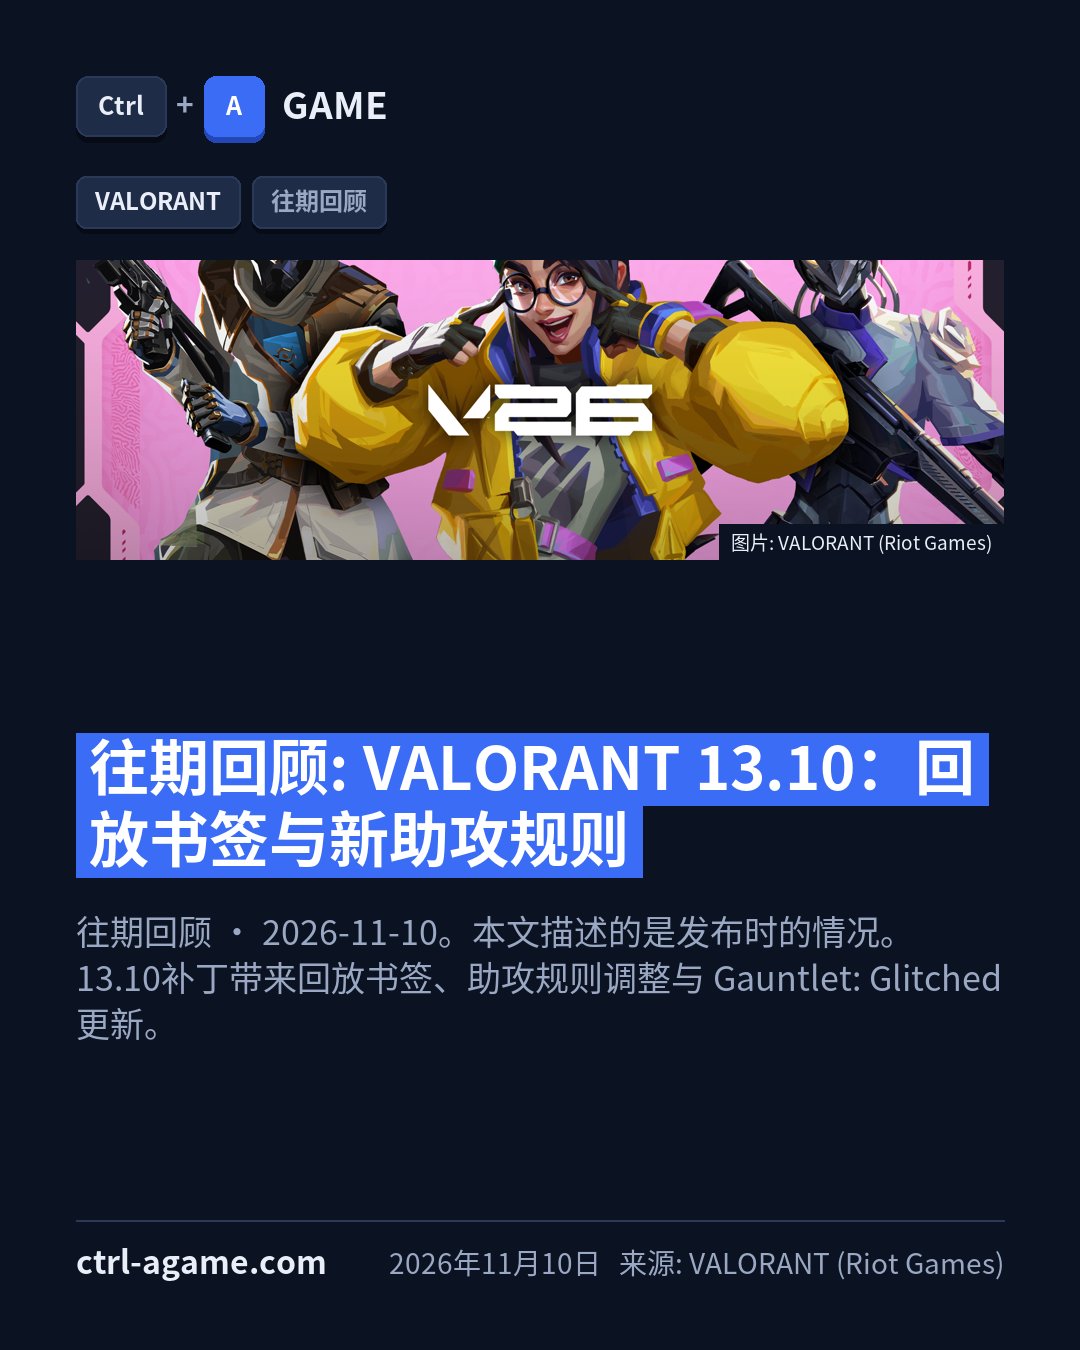 Ctrl + A GAME
VALORANT 往期回顾
V26
图片: VALORANT (Riot Games)
往期回顾: VALORANT 13.10：回
放书签与新助攻规则
往期回顾 · 2026-11-10。本文描述的是发布时的情况。
13.10补丁带来回放书签、助攻规则调整与 Gauntlet: Glitched
更新。
ctrl-agame.com 2026年11月10日 来源: VALORANT (Riot Games)